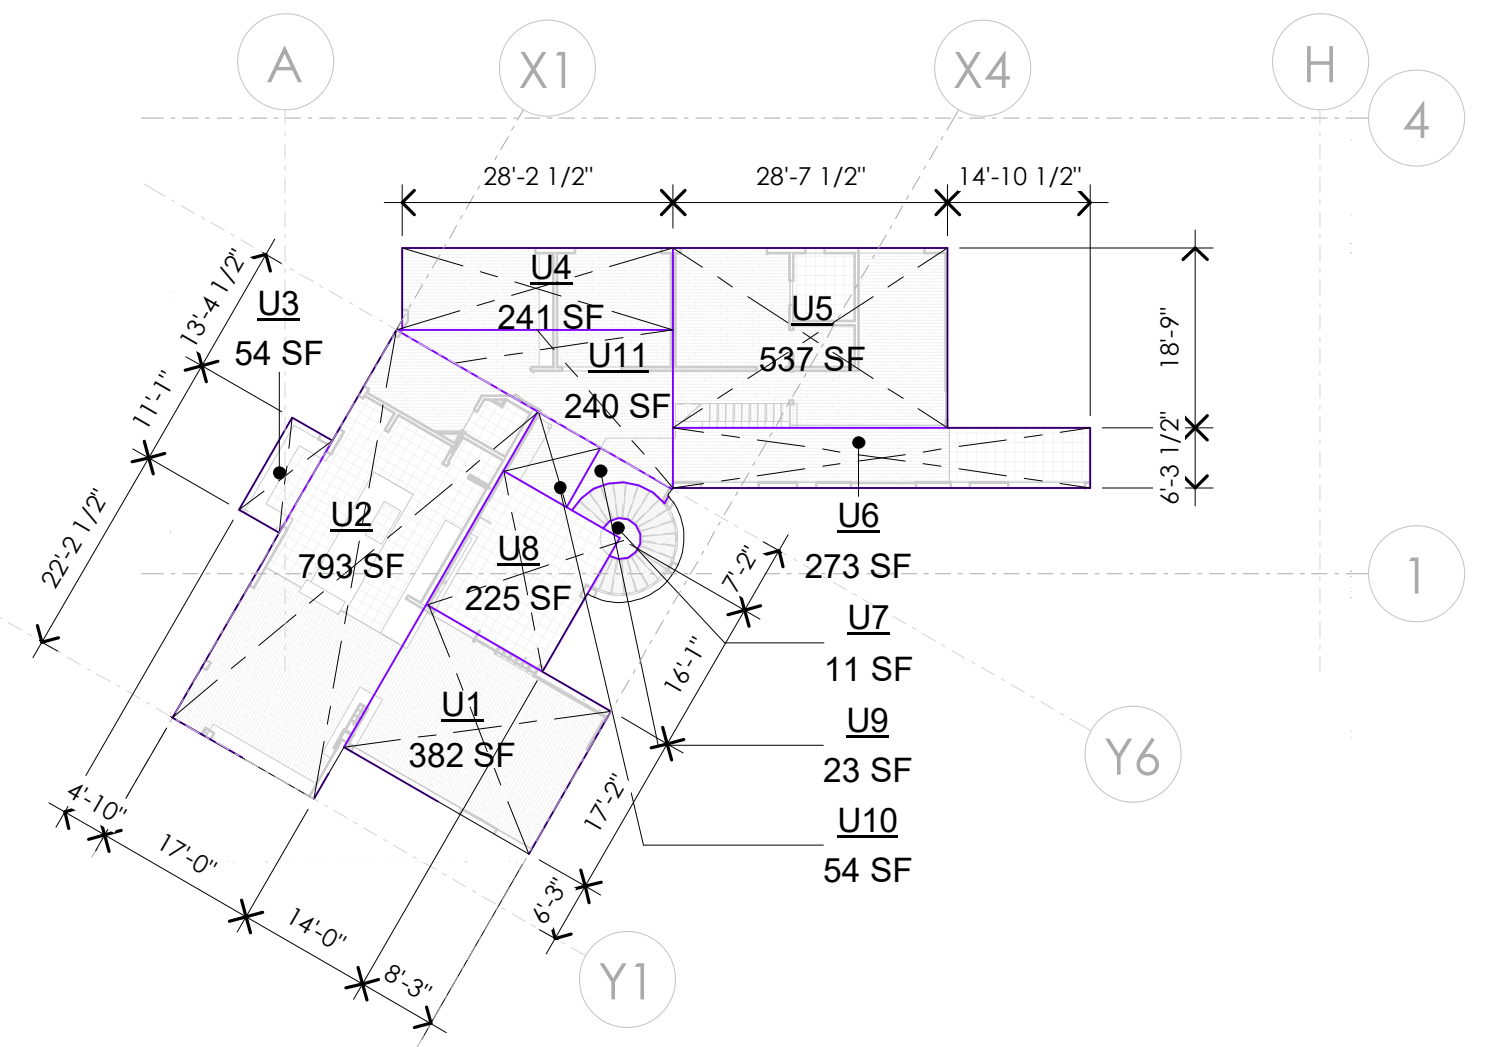 A
X1
X4
H
4
28'-2 1/2"
28'-7 1/2"
14'-10 1/2"
13'-4 1/2"
U3
54 SF
U4
241 SF
U5
537 SF
18'-9"
U11
240 SF
11'-1"
6'-3 1/2"
22'-2 1/2"
U2
793 SF
U8
225 SF
U6
273 SF
1
7'-2"
U7
11 SF
16'-1"
U1
382 SF
U9
23 SF
Y6
17'-2"
U10
54 SF
4'-10"
17'-0"
14'-0"
8'-3"
6'-3"
Y1